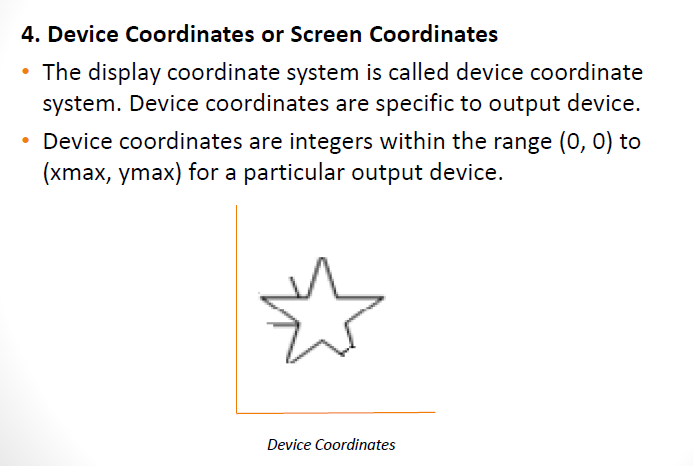 4. Device Coordinates or Screen Coordinates
• The display coordinate system is called device coordinate
system. Device coordinates are specific to output device.
• Device coordinates are integers within the range (0, 0) to
(xmax, ymax) for a particular output device.
Device Coordinates